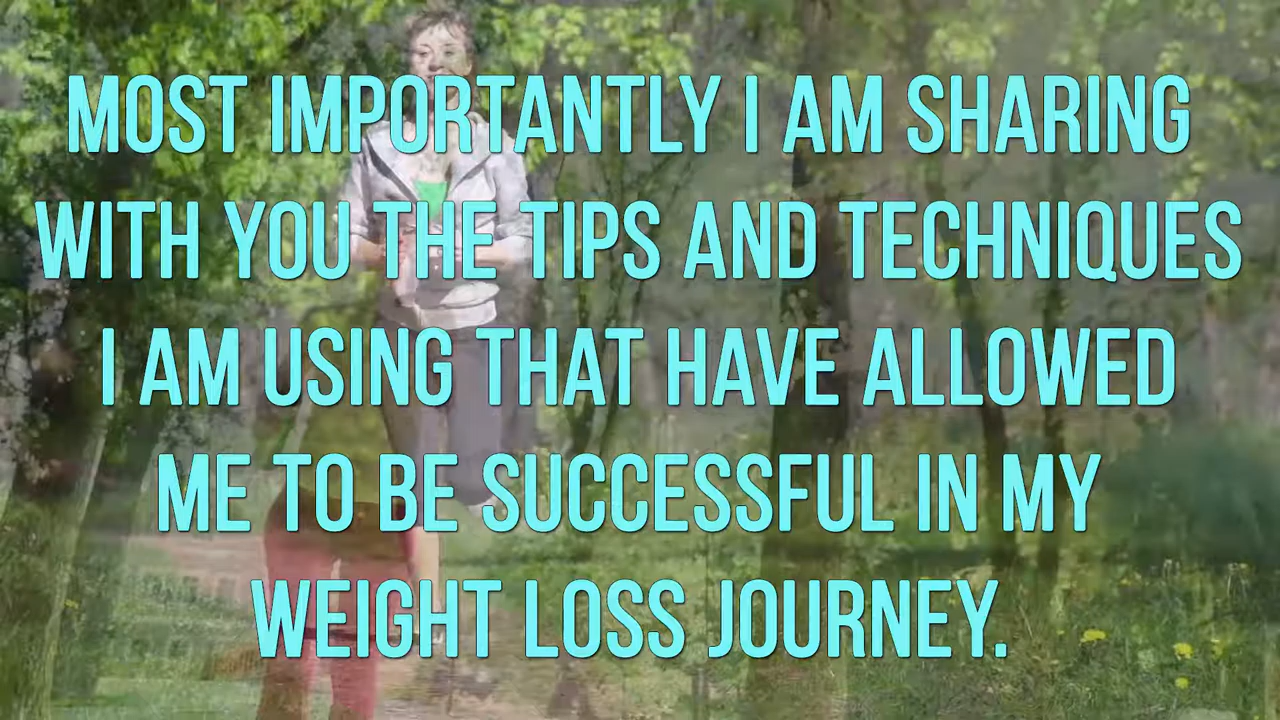 MOST IMPORTANTLY I AM SHARING
WITH YOU THE TIPS AND TECHNIQUES
I AM USING THAT HAVE ALLOWED
ME TO BE SUCCESSFUL IN MY
WEIGHT LOSS JOURNEY.